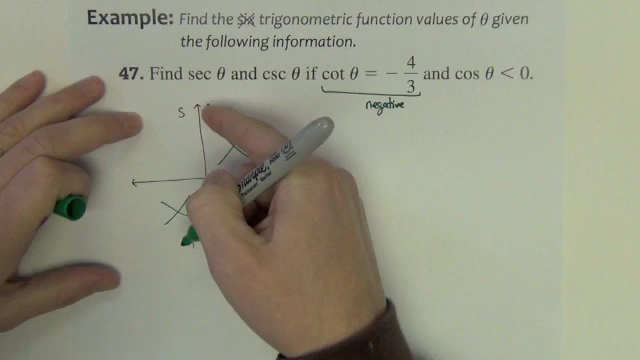 Example: Find the six trigonometric function values of θ given
the following information.
47. Find sec θ and csc θ if cot θ = − 4/3 and cos θ < 0.
negative
S